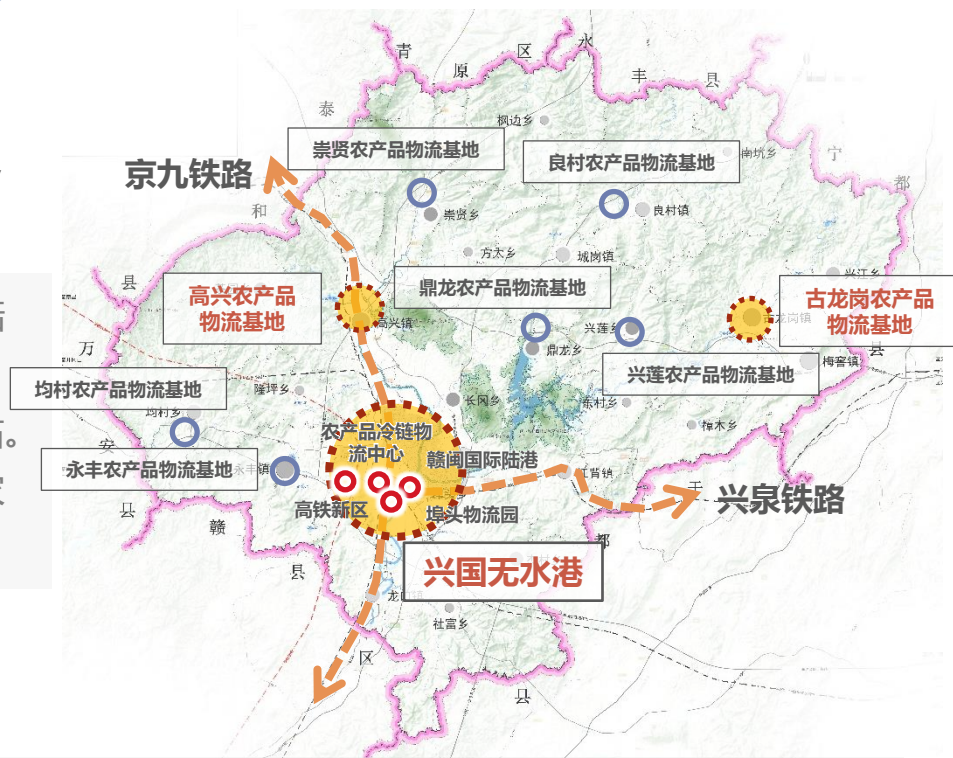 青
原
区
永
丰
县
泰
和
宁
都
县
枫边乡
崇贤农产品物流基地
良村农产品物流基地
南坑乡
京九铁路
崇贤乡
良村镇
方太乡
城岗镇
兴江乡
县
高兴农产品
物流基地
鼎龙农产品物流基地
古龙岗农产品
物流基地
古龙岗镇
高兴镇
兴莲乡
鼎龙乡
万
安
县
均村农产品物流基地
隆坪乡
兴莲农产品物流基地
梅窖镇
均村乡
长冈乡
东村乡
樟木乡
农产品冷链物
流中心
赣闽国际陆港
永丰农产品物流基地
永丰镇
江背镇
高铁新区
埠头物流园
于
都
县
兴泉铁路
赣
县
区
兴国无水港
社富乡
。